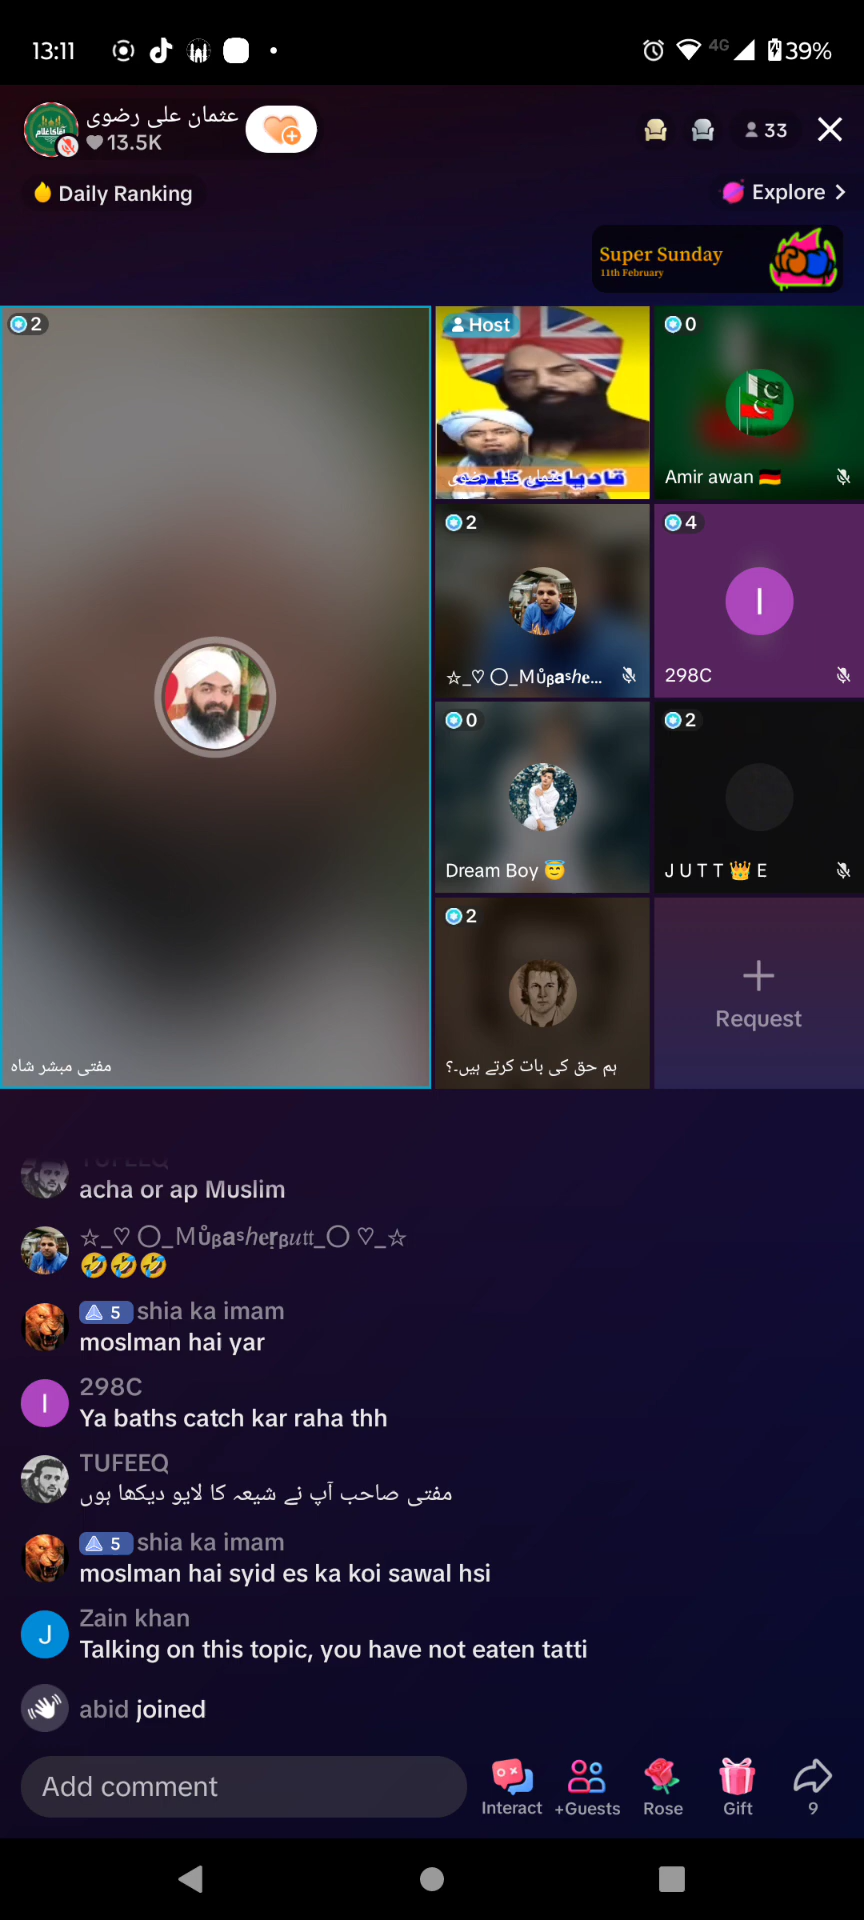 13:11
4G
39%
عثمان علی رضوی
13.5K
33
Daily Ranking
Explore
Super Sunday
11th February
2
Host
0
Amir awan
2
4
298C
0
Dream Boy
2
J U T T E
2
ہم حق کی بات کرتے ہیں۔؟
Request
مفتی مبشر شاہ
TUFEEQ
acha or ap Muslim
☆_♡ ◯_Můᵦaˢℎeṛᵦutt_◯ ♡_☆
🤣🤣🤣
5 shia ka imam
moslman hai yar
298C
Ya baths catch kar raha thh
TUFEEQ
مفتی صاحب آپ نے شیعہ کا لایو دیکھا ہوں
5 shia ka imam
moslman hai syid es ka koi sawal hsi
Zain khan
Talking on this topic, you have not eaten tatti
abid joined
Add comment
Interact
+Guests
Rose
Gift
9